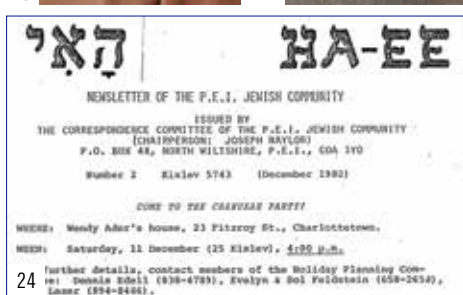 הָאִי HA-EE
NEWSLETTER OF THE P.E.I. JEWISH COMMUNITY
ISSUED BY
THE CORRESPONDENCE COMMITTEE OF THE P.E.I. JEWISH COMMUNITY
(CHAIRPERSON: JOSEPH NAYLOR)
P.O. BOX 48, NORTH WILTSHIRE, P.E.I., COA 1YO
Number 2 Kislev 5743 (December 1982)
COME TO THE CHANUKAH PARTY!
WHERE: Wendy Ader's house, 23 Fitzroy St., Charlottetown.
WHEN: Saturday, 11 December (25 Kislev), 4:00 p.m.
further details, contact members of the Holiday Planning Com-
e: Dennis Edell (838-4789), Evelyn & Sol Feldstein (658-2654),
Lazer (894-8466).
24